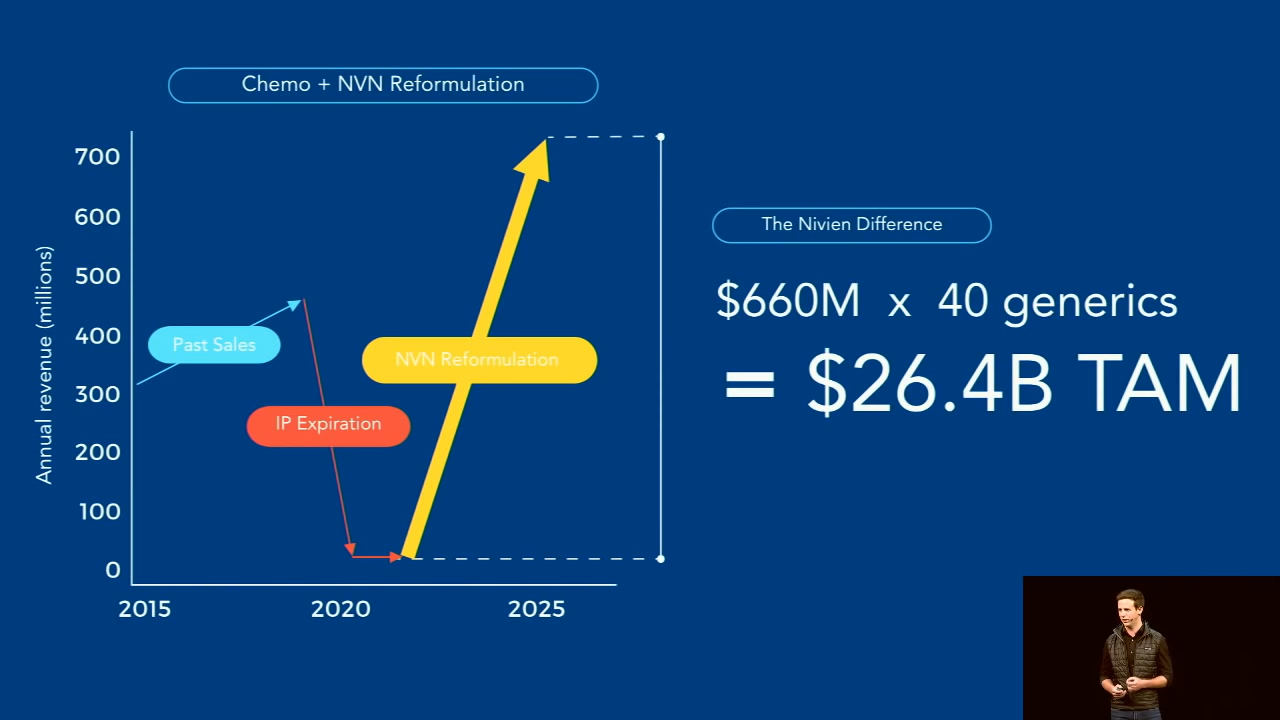 Chemo + NVN Reformulation
Annual revenue (millions)
700
600
500
400
300
200
100
0
2015
2020
2025
Past Sales
IP Expiration
NVN Reformulation
The Nivien Difference
$660M x 40 generics
= $26.4B TAM